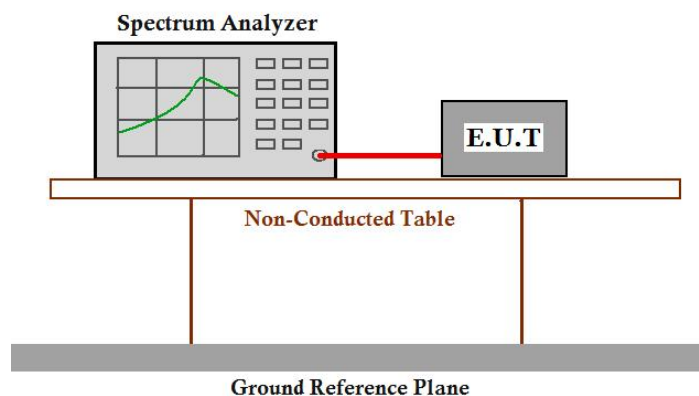 Spectrum Analyzer
E.U.T
Non-Conducted Table
Ground Reference Plane